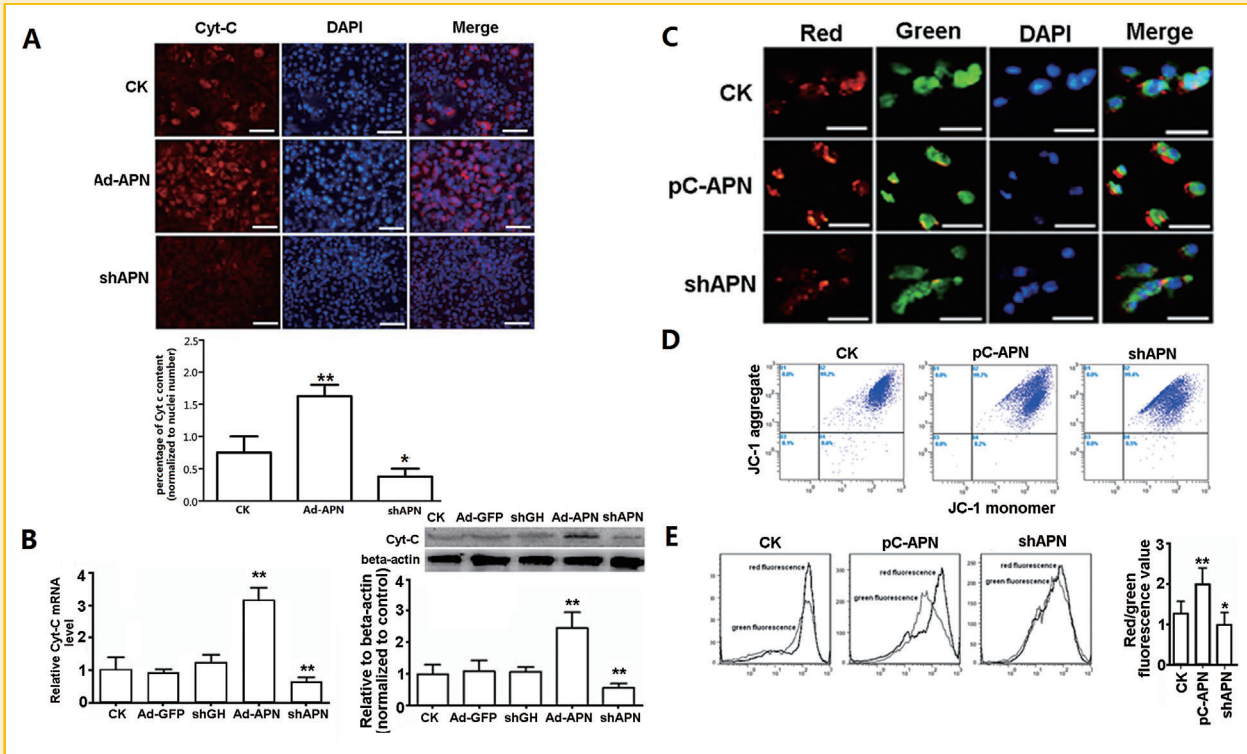 A
Cyt-C DAPI Merge
CK
Ad-APN
shAPN
percentage of Cyt c content
(normalized to nuclei number)
2.5
2.0
1.5
1.0
0.5
0.0
**
*
CK Ad-APN shAPN
B
Relative Cyt-C mRNA
level
4
3
2
1
0
**
**
CK Ad-GFP shGH Ad-APN shAPN
CK Ad-GFP shGH Ad-APN shAPN
Cyt-C
beta-actin
Relative to beta-actin
(normalized to control)
4
3
2
1
0
**
**
CK Ad-GFP shGH Ad-APN shAPN
C
Red Green DAPI Merge
CK
pC-APN
shAPN
D
CK pC-APN shAPN
JC-1 aggregate
JC-1 monomer
E
CK pC-APN shAPN
red fluorescence
green fluorescence
red fluorescence
green fluorescence
red fluorescence
green fluorescence
Red/green
fluorescence value
3
2
1
0
**
*
CK
pC-APN
shAPN